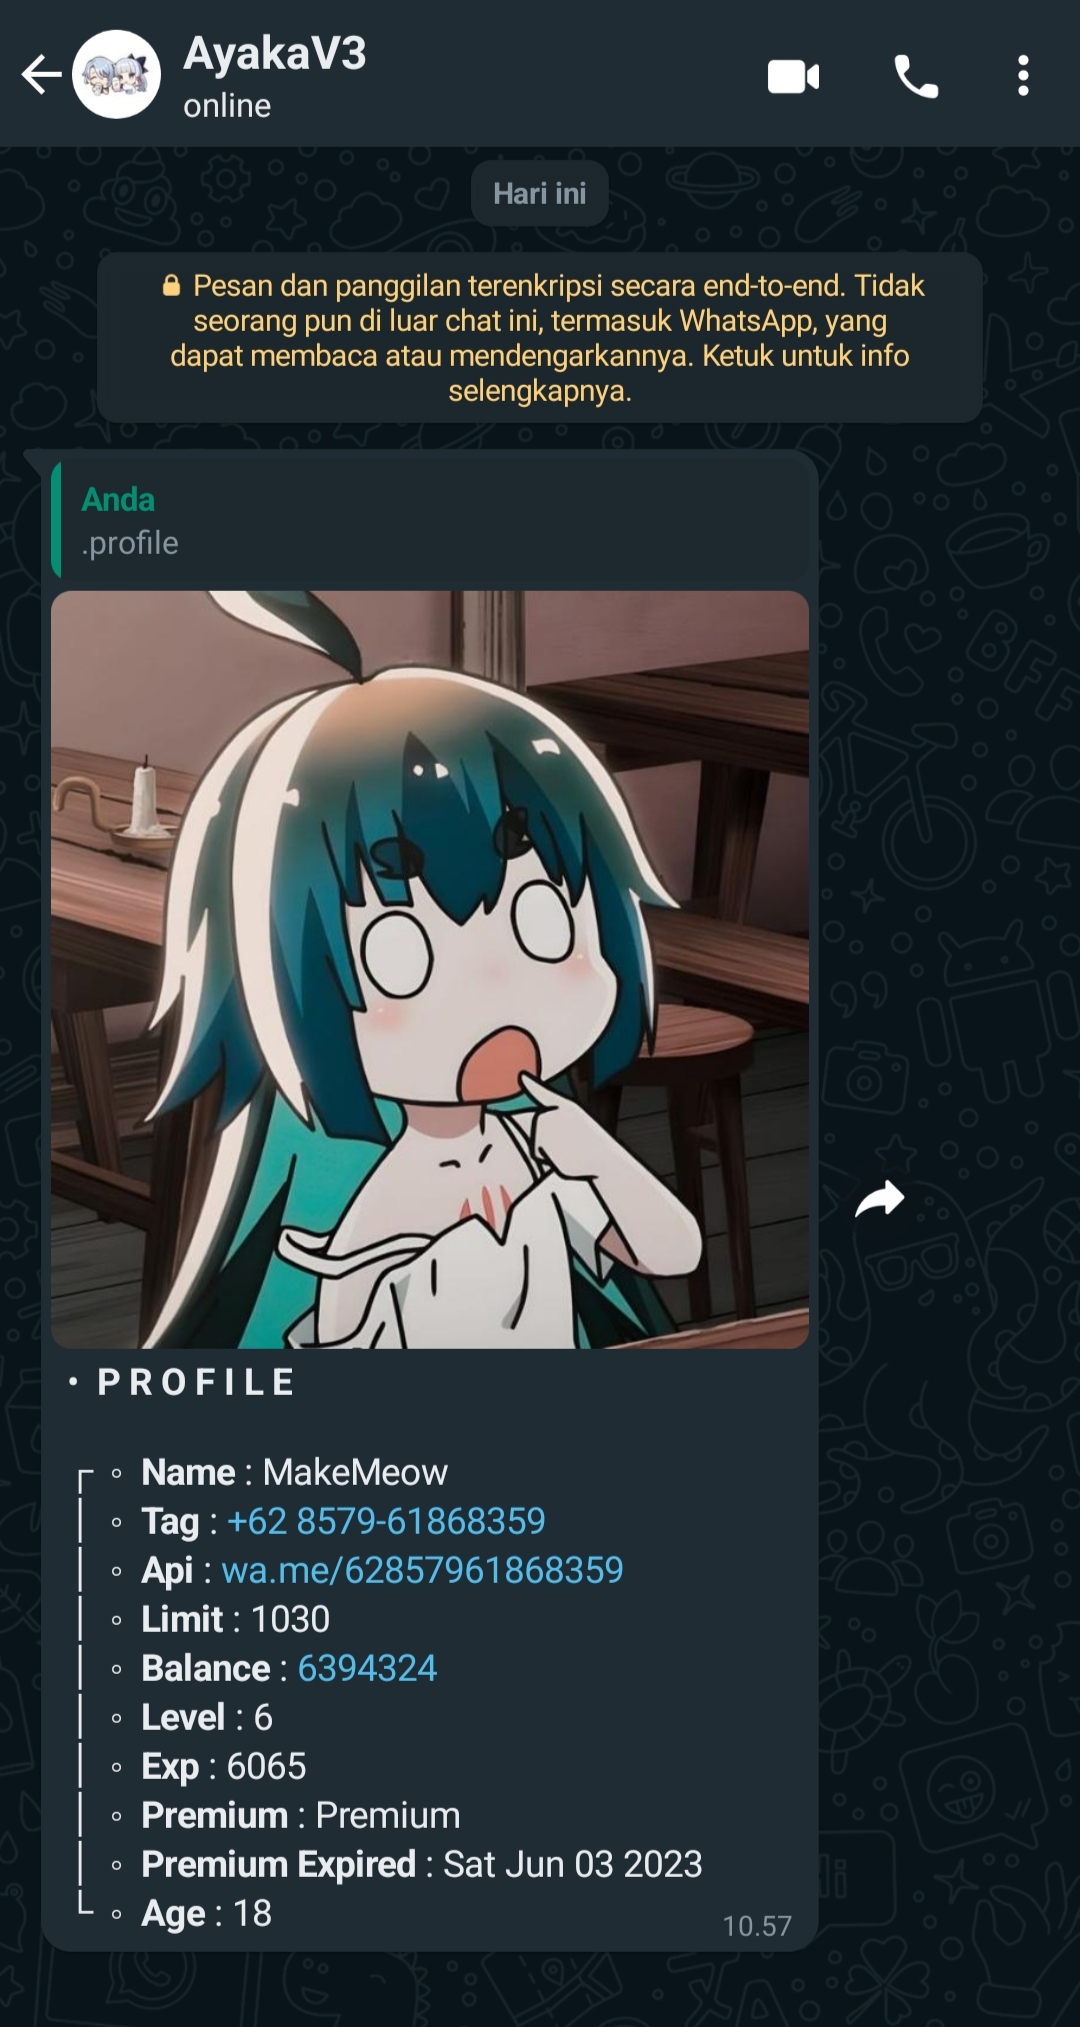 AyakaV3
online
Hari ini
Pesan dan panggilan terenkripsi secara end-to-end. Tidak
seorang pun di luar chat ini, termasuk WhatsApp, yang
dapat membaca atau mendengarkannya. Ketuk untuk info
selengkapnya.
Anda
.profile
• P R O F I L E
┌ ◦ Name : MakeMeow
│ ◦ Tag : +62 8579-61868359
│ ◦ Api : wa.me/62857961868359
│ ◦ Limit : 1030
│ ◦ Balance : 6394324
│ ◦ Level : 6
│ ◦ Exp : 6065
│ ◦ Premium : Premium
│ ◦ Premium Expired : Sat Jun 03 2023
└ ◦ Age : 18
10.57